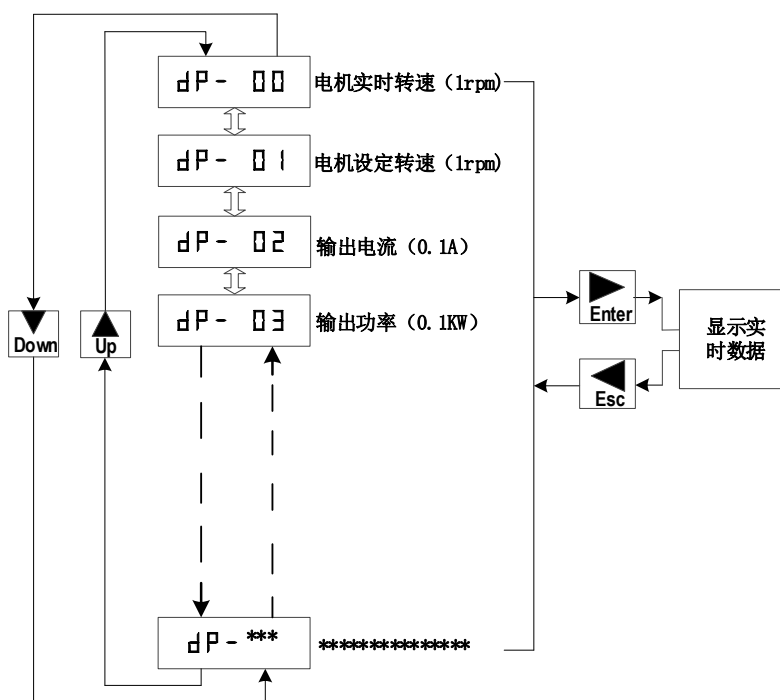 dP- 00 电机实时转速（1rpm)
dP- 01 电机设定转速（1rpm)
dP- 02 输出电流（0.1A）
dP- 03 输出功率（0.1KW）
Down
Up
Enter
Esc
显示实
时数据
dP-*** **************